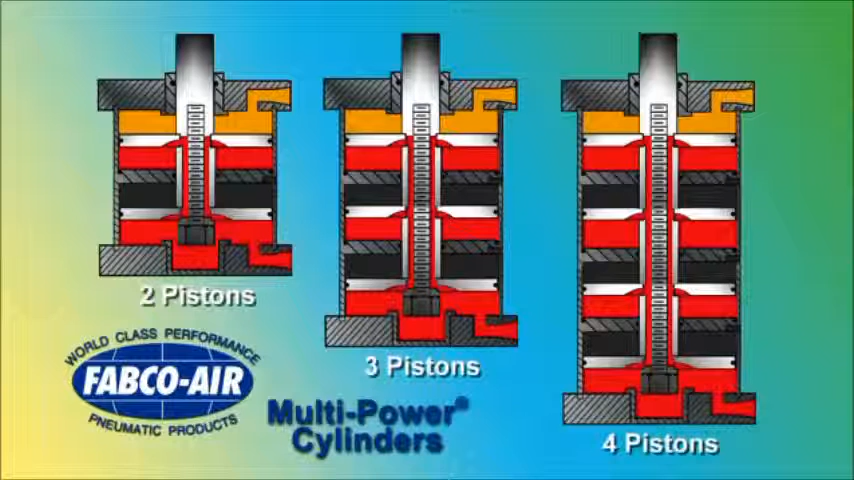 2 Pistons
3 Pistons
4 Pistons
WORLD CLASS PERFORMANCE
FABCO-AIR
PNEUMATIC PRODUCTS
Multi-Power®
Cylinders